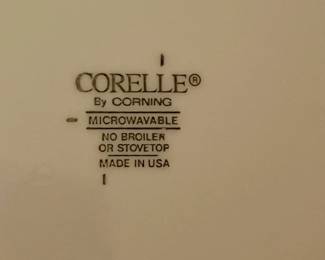 CORELLE®
By CORNING
MICROWAVABLE
NO BROILER
OR STOVETOP
MADE IN USA